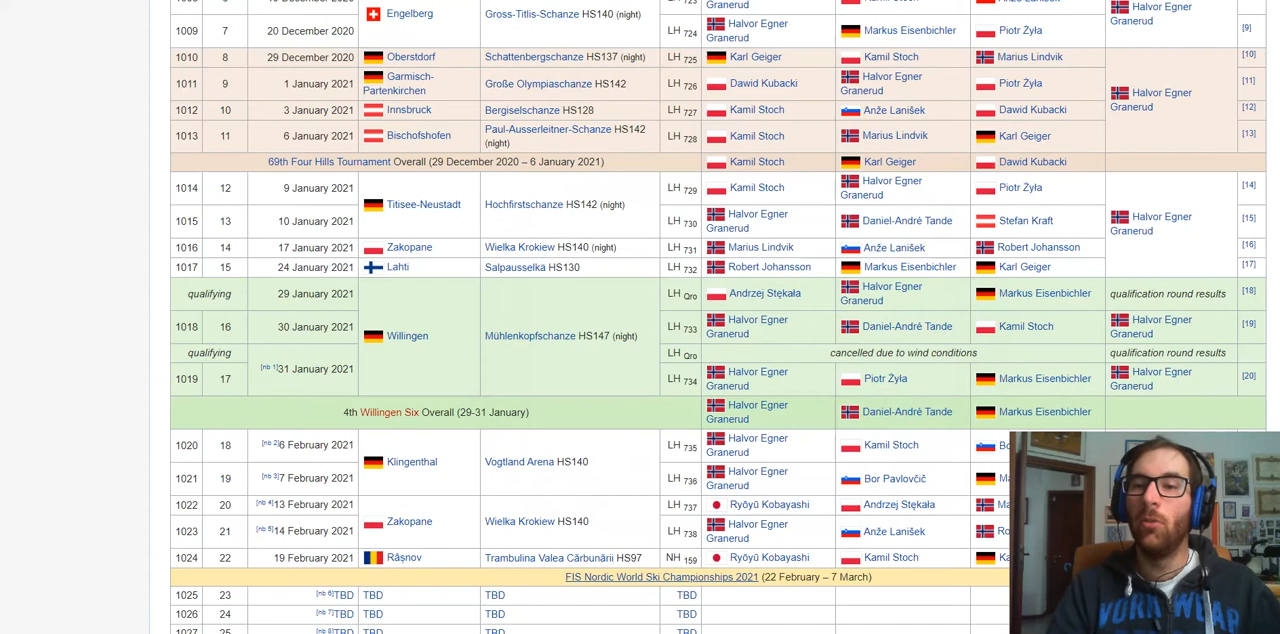 Engelberg Gross-Titlis-Schanze HS140 (night) Granerud Granerud
1009 7 20 December 2020 LH 724 Halvor Egner Granerud Markus Eisenbichler Piotr Żyła [9]
1010 8 29 December 2020 Oberstdorf Schattenbergschanze HS137 (night) LH 725 Karl Geiger Kamil Stoch Marius Lindvik Halvor Egner Granerud [10]
1011 9 1 January 2021 Garmisch-Partenkirchen Große Olympiaschanze HS142 LH 726 Dawid Kubacki Halvor Egner Granerud Piotr Żyła [11]
1012 10 3 January 2021 Innsbruck Bergiselschanze HS128 LH 727 Kamil Stoch Anže Lanišek Dawid Kubacki [12]
1013 11 6 January 2021 Bischofshofen Paul-Ausserleitner-Schanze HS142 (night) LH 728 Kamil Stoch Marius Lindvik Karl Geiger [13]
69th Four Hills Tournament Overall (29 December 2020 – 6 January 2021) Kamil Stoch Karl Geiger Dawid Kubacki
1014 12 9 January 2021 Titisee-Neustadt Hochfirstschanze HS142 (night) LH 729 Kamil Stoch Halvor Egner Granerud Piotr Żyła Halvor Egner Granerud [14]
1015 13 10 January 2021 LH 730 Halvor Egner Granerud Daniel-André Tande Stefan Kraft [15]
1016 14 17 January 2021 Zakopane Wielka Krokiew HS140 (night) LH 731 Marius Lindvik Anže Lanišek Robert Johansson [16]
1017 15 24 January 2021 Lahti Salpausselkä HS130 LH 732 Robert Johansson Markus Eisenbichler Karl Geiger [17]
qualifying 29 January 2021 Willingen Mühlenkopfschanze HS147 (night) LH Qro Andrzej Stękała Halvor Egner Granerud Markus Eisenbichler qualification round results [18]
1018 16 30 January 2021 LH 733 Halvor Egner Granerud Daniel-André Tande Kamil Stoch Halvor Egner Granerud [19]
qualifying [nb 1]31 January 2021 LH Qro cancelled due to wind conditions qualification round results
1019 17 LH 734 Halvor Egner Granerud Piotr Żyła Markus Eisenbichler Halvor Egner Granerud [20]
4th Willingen Six Overall (29-31 January) Halvor Egner Granerud Daniel-André Tande Markus Eisenbichler
1020 18 [nb 2]6 February 2021 Klingenthal Vogtland Arena HS140 LH 735 Halvor Egner Granerud Kamil Stoch
1021 19 [nb 3]7 February 2021 LH 736 Halvor Egner Granerud Bor Pavlovčič
1022 20 [nb 4]13 February 2021 Zakopane Wielka Krokiew HS140 LH 737 Ryōyū Kobayashi Andrzej Stękała
1023 21 [nb 5]14 February 2021 LH 738 Halvor Egner Granerud Anže Lanišek
1024 22 19 February 2021 Râșnov Trambulina Valea Cărbunării HS97 NH 159 Ryōyū Kobayashi Kamil Stoch
FIS Nordic World Ski Championships 2021 (22 February – 7 March)
1025 23 [nb 6]TBD TBD TBD TBD
1026 24 [nb 7]TBD TBD TBD TBD
TBD TBD TBD